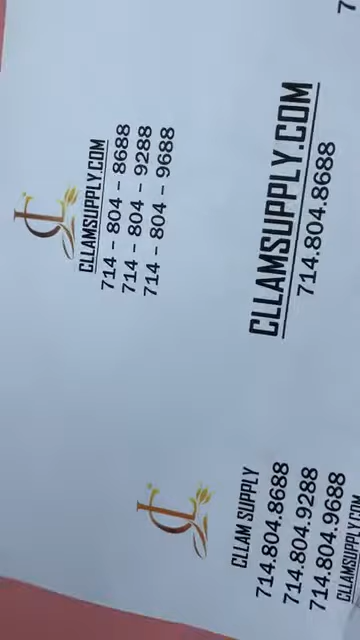 CLLAMSUPPLY.COM
714 - 804 - 8688
714 - 804 - 9288
714 - 804 - 9688
CLLAMSUPPLY.COM
714.804.8688
CLLAM SUPPLY
714.804.8688
714.804.9288
714.804.9688
CLLAMSUPPLY.COM
7